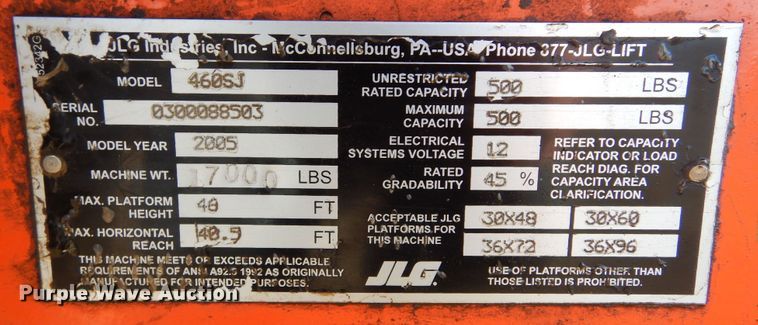 JLG Industries, Inc - McConnellsburg, PA--USA Phone 877-JLG-LIFT
MODEL 460SJ
SERIAL NO. 0300088503
MODEL YEAR 2005
MACHINE WT. 17000 LBS
MAX. PLATFORM HEIGHT 46 FT
MAX. HORIZONTAL REACH 40.5 FT
THIS MACHINE MEETS OR EXCEEDS APPLICABLE
REQUIREMENTS OF ANSI A92.5 1992 AS ORIGINALLY
MANUFACTURED FOR INTENDED PURPOSES.
UNRESTRICTED RATED CAPACITY 500 LBS
MAXIMUM CAPACITY 500 LBS
ELECTRICAL SYSTEMS VOLTAGE 12
RATED GRADABILITY 45 %
REFER TO CAPACITY
INDICATOR OR LOAD
REACH DIAG. FOR
CAPACITY AREA
CLARIFICATION.
ACCEPTABLE JLG
PLATFORMS FOR
THIS MACHINE
30X48 30X60
36X72 36X96
JLG.
USE OF PLATFORMS OTHER THAN
THOSE LISTED IS PROHIBITED.
Purple Wave Auction